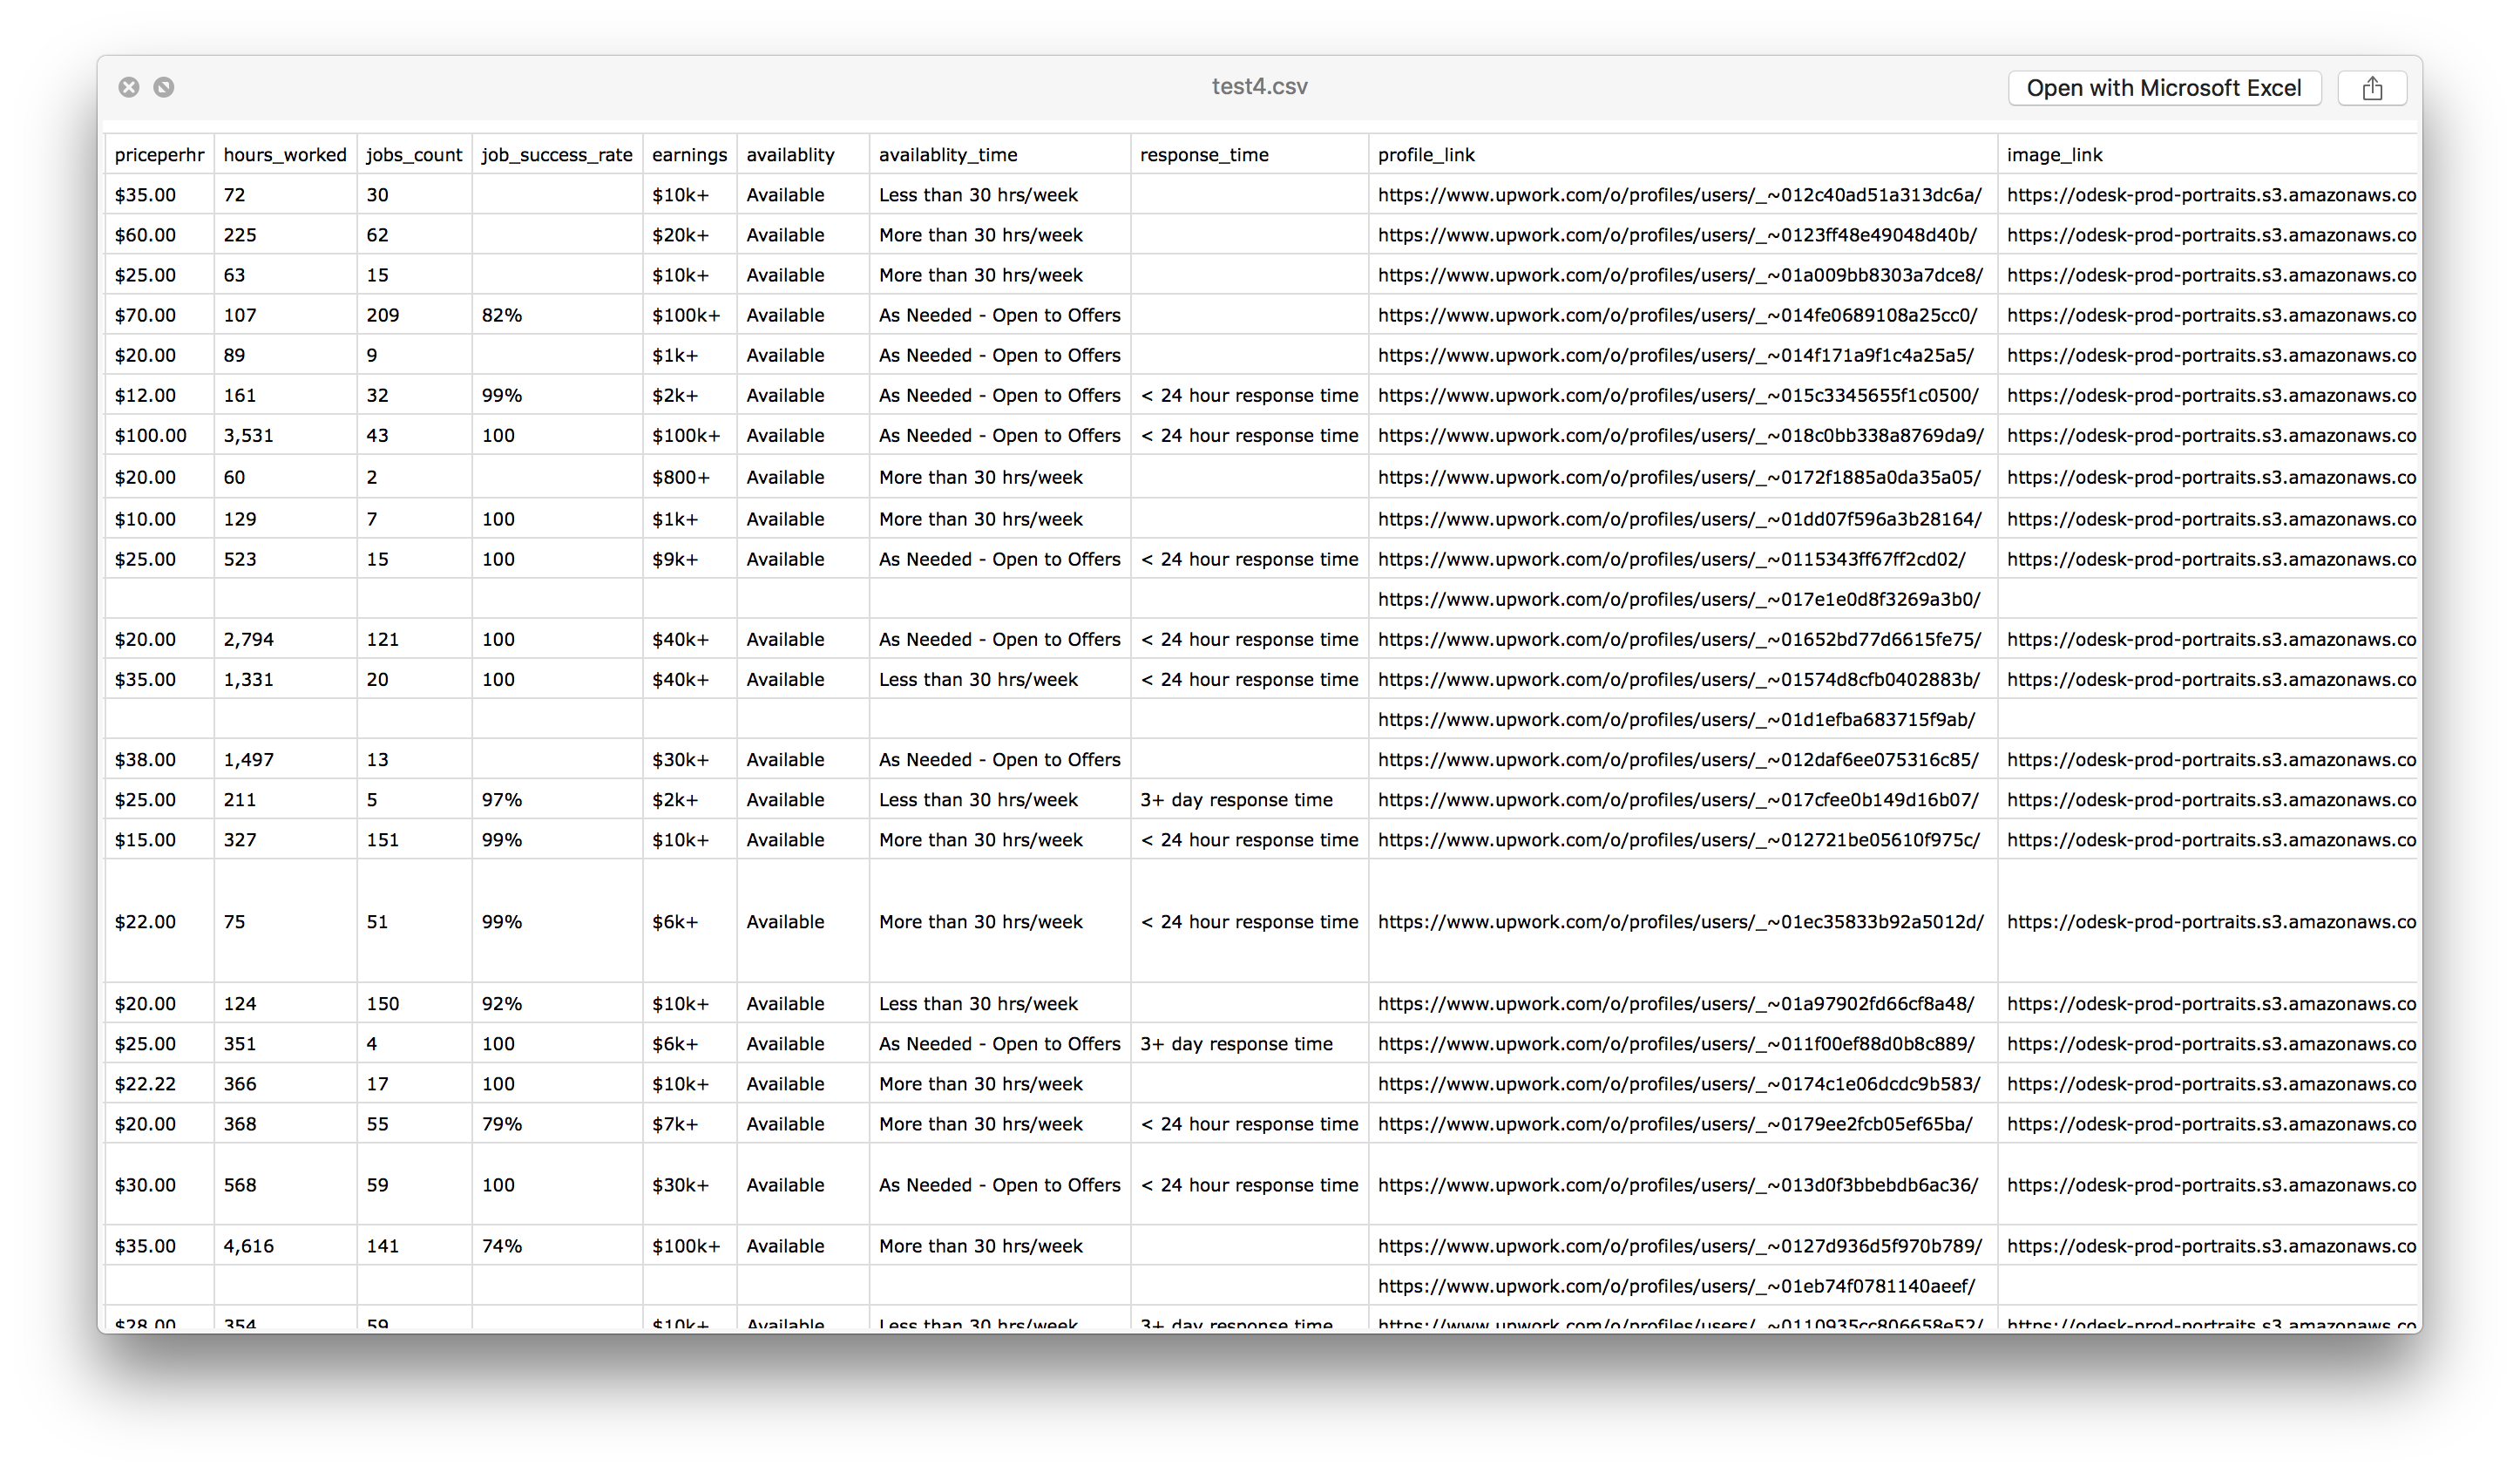 test4.csv
Open with Microsoft Excel
priceperhr hours_worked jobs_count job_success_rate earnings availablity availablity_time response_time profile_link image_link
$35.00 72 30 $10k+ Available Less than 30 hrs/week https://www.upwork.com/o/profiles/users/_~012c40ad51a313dc6a/ https://odesk-prod-portraits.s3.amazonaws.co
$60.00 225 62 $20k+ Available More than 30 hrs/week https://www.upwork.com/o/profiles/users/_~0123ff48e49048d40b/ https://odesk-prod-portraits.s3.amazonaws.co
$25.00 63 15 $10k+ Available More than 30 hrs/week https://www.upwork.com/o/profiles/users/_~01a009bb8303a7dce8/ https://odesk-prod-portraits.s3.amazonaws.co
$70.00 107 209 82% $100k+ Available As Needed - Open to Offers https://www.upwork.com/o/profiles/users/_~014fe0689108a25cc0/ https://odesk-prod-portraits.s3.amazonaws.co
$20.00 89 9 $1k+ Available As Needed - Open to Offers https://www.upwork.com/o/profiles/users/_~014f171a9f1c4a25a5/ https://odesk-prod-portraits.s3.amazonaws.co
$12.00 161 32 99% $2k+ Available As Needed - Open to Offers < 24 hour response time https://www.upwork.com/o/profiles/users/_~015c3345655f1c0500/ https://odesk-prod-portraits.s3.amazonaws.co
$100.00 3,531 43 100 $100k+ Available As Needed - Open to Offers < 24 hour response time https://www.upwork.com/o/profiles/users/_~018c0bb338a8769da9/ https://odesk-prod-portraits.s3.amazonaws.co
$20.00 60 2 $800+ Available More than 30 hrs/week https://www.upwork.com/o/profiles/users/_~0172f1885a0da35a05/ https://odesk-prod-portraits.s3.amazonaws.co
$10.00 129 7 100 $1k+ Available More than 30 hrs/week https://www.upwork.com/o/profiles/users/_~01dd07f596a3b28164/ https://odesk-prod-portraits.s3.amazonaws.co
$25.00 523 15 100 $9k+ Available As Needed - Open to Offers < 24 hour response time https://www.upwork.com/o/profiles/users/_~0115343ff67ff2cd02/ https://odesk-prod-portraits.s3.amazonaws.co
https://www.upwork.com/o/profiles/users/_~017e1e0d8f3269a3b0/
$20.00 2,794 121 100 $40k+ Available As Needed - Open to Offers < 24 hour response time https://www.upwork.com/o/profiles/users/_~01652bd77d6615fe75/ https://odesk-prod-portraits.s3.amazonaws.co
$35.00 1,331 20 100 $40k+ Available Less than 30 hrs/week < 24 hour response time https://www.upwork.com/o/profiles/users/_~01574d8cfb0402883b/ https://odesk-prod-portraits.s3.amazonaws.co
https://www.upwork.com/o/profiles/users/_~01d1efba683715f9ab/
$38.00 1,497 13 $30k+ Available As Needed - Open to Offers https://www.upwork.com/o/profiles/users/_~012daf6ee075316c85/ https://odesk-prod-portraits.s3.amazonaws.co
$25.00 211 5 97% $2k+ Available Less than 30 hrs/week 3+ day response time https://www.upwork.com/o/profiles/users/_~017cfee0b149d16b07/ https://odesk-prod-portraits.s3.amazonaws.co
$15.00 327 151 99% $10k+ Available More than 30 hrs/week < 24 hour response time https://www.upwork.com/o/profiles/users/_~012721be05610f975c/ https://odesk-prod-portraits.s3.amazonaws.co
$22.00 75 51 99% $6k+ Available More than 30 hrs/week < 24 hour response time https://www.upwork.com/o/profiles/users/_~01ec35833b92a5012d/ https://odesk-prod-portraits.s3.amazonaws.co
$20.00 124 150 92% $10k+ Available Less than 30 hrs/week https://www.upwork.com/o/profiles/users/_~01a97902fd66cf8a48/ https://odesk-prod-portraits.s3.amazonaws.co
$25.00 351 4 100 $6k+ Available As Needed - Open to Offers 3+ day response time https://www.upwork.com/o/profiles/users/_~011f00ef88d0b8c889/ https://odesk-prod-portraits.s3.amazonaws.co
$22.22 366 17 100 $10k+ Available More than 30 hrs/week https://www.upwork.com/o/profiles/users/_~0174c1e06dcdc9b583/ https://odesk-prod-portraits.s3.amazonaws.co
$20.00 368 55 79% $7k+ Available More than 30 hrs/week < 24 hour response time https://www.upwork.com/o/profiles/users/_~0179ee2fcb05ef65ba/ https://odesk-prod-portraits.s3.amazonaws.co
$30.00 568 59 100 $30k+ Available As Needed - Open to Offers < 24 hour response time https://www.upwork.com/o/profiles/users/_~013d0f3bbebdb6ac36/ https://odesk-prod-portraits.s3.amazonaws.co
$35.00 4,616 141 74% $100k+ Available More than 30 hrs/week https://www.upwork.com/o/profiles/users/_~0127d936d5f970b789/ https://odesk-prod-portraits.s3.amazonaws.co
https://www.upwork.com/o/profiles/users/_~01eb74f0781140aeef/
$28.00 354 59 $10k+ Available Less than 30 hrs/week 3+ day response time https://www.upwork.com/o/profiles/users/_~0110935cc806658e52/ https://odesk-prod-portraits.s3.amazonaws.co